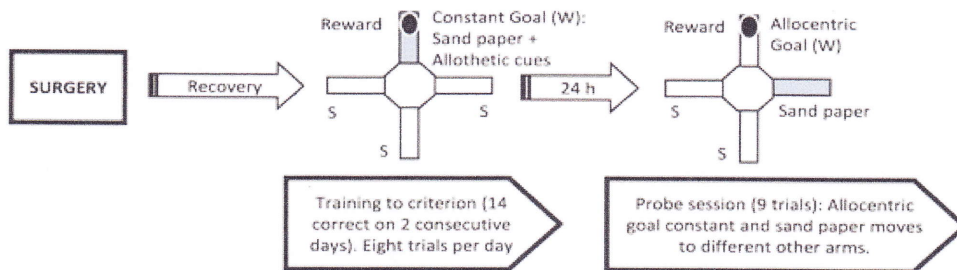 SURGERY
Recovery
Reward
Constant Goal (W):
Sand paper +
Allothetic cues
S
S
S
24 h
Reward
Allocentric
Goal (W)
S
Sand paper
S
Training to criterion (14
correct on 2 consecutive
days). Eight trials per day
Probe session (9 trials): Allocentric
goal constant and sand paper moves
to different other arms.